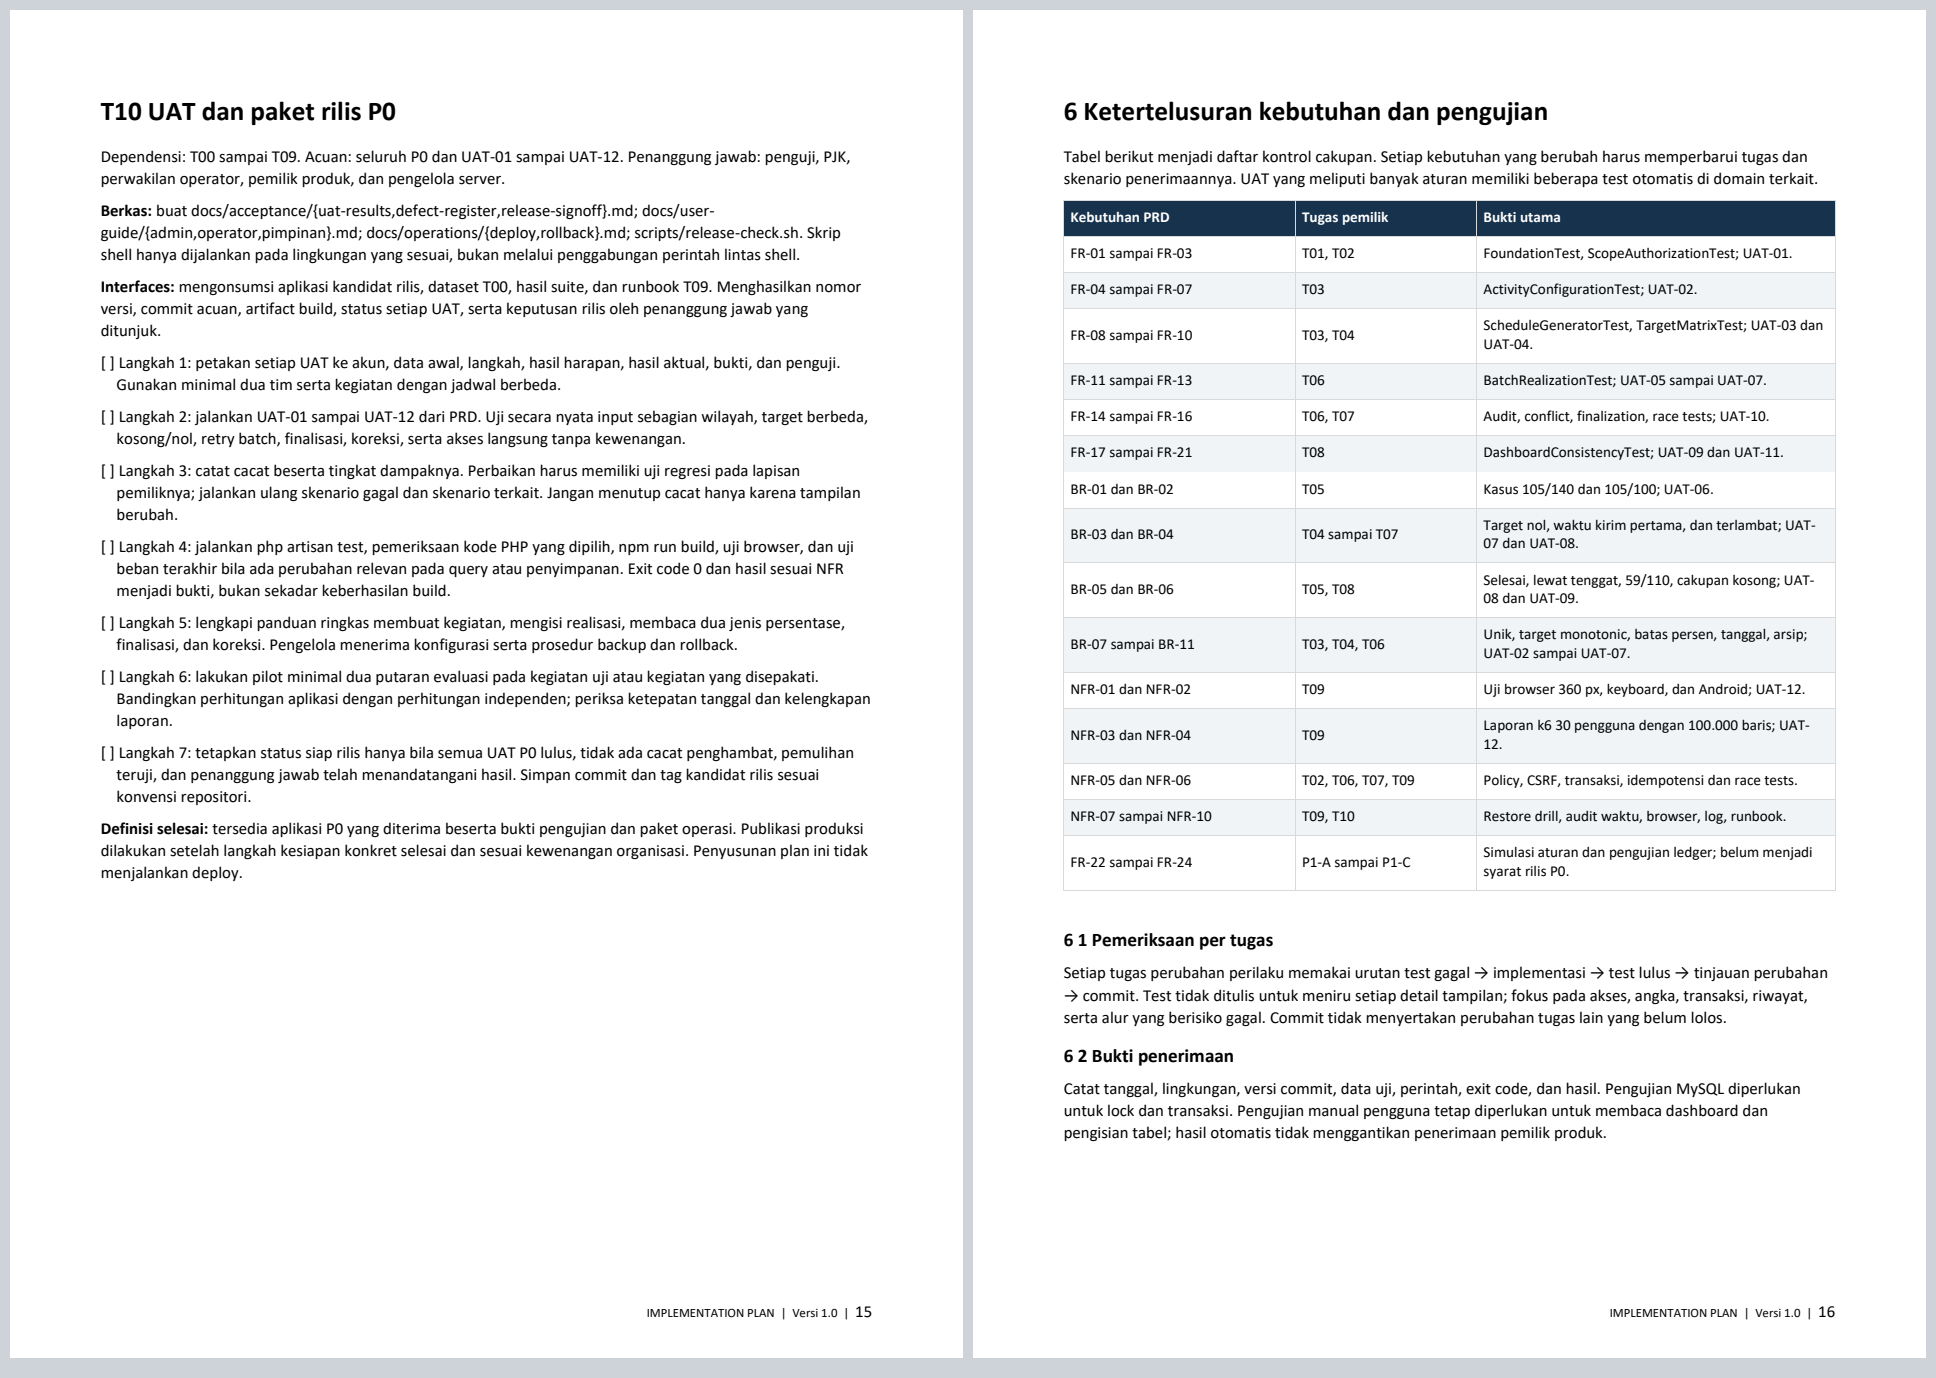 T10 UAT dan paket rilis P0
Dependensi: T00 sampai T09. Acuan: seluruh P0 dan UAT-01 sampai UAT-12. Penanggung jawab: penguji, PJK,
perwakilan operator, pemilik produk, dan pengelola server.
Berkas: buat docs/acceptance/{uat-results,defect-register,release-signoff}.md; docs/user-
guide/{admin,operator,pimpinan}.md; docs/operations/{deploy,rollback}.md; scripts/release-check.sh. Skrip
shell hanya dijalankan pada lingkungan yang sesuai, bukan melalui penggabungan perintah lintas shell.
Interfaces: mengonsumsi aplikasi kandidat rilis, dataset T00, hasil suite, dan runbook T09. Menghasilkan nomor
versi, commit acuan, artifact build, status setiap UAT, serta keputusan rilis oleh penanggung jawab yang
ditunjuk.
[ ] Langkah 1: petakan setiap UAT ke akun, data awal, langkah, hasil harapan, hasil aktual, bukti, dan penguji.
Gunakan minimal dua tim serta kegiatan dengan jadwal berbeda.
[ ] Langkah 2: jalankan UAT-01 sampai UAT-12 dari PRD. Uji secara nyata input sebagian wilayah, target berbeda,
kosong/nol, retry batch, finalisasi, koreksi, serta akses langsung tanpa kewenangan.
[ ] Langkah 3: catat cacat beserta tingkat dampaknya. Perbaikan harus memiliki uji regresi pada lapisan
pemiliknya; jalankan ulang skenario gagal dan skenario terkait. Jangan menutup cacat hanya karena tampilan
berubah.
[ ] Langkah 4: jalankan php artisan test, pemeriksaan kode PHP yang dipilih, npm run build, uji browser, dan uji
beban terakhir bila ada perubahan relevan pada query atau penyimpanan. Exit code 0 dan hasil sesuai NFR
menjadi bukti, bukan sekadar keberhasilan build.
[ ] Langkah 5: lengkapi panduan ringkas membuat kegiatan, mengisi realisasi, membaca dua jenis persentase,
finalisasi, dan koreksi. Pengelola menerima konfigurasi serta prosedur backup dan rollback.
[ ] Langkah 6: lakukan pilot minimal dua putaran evaluasi pada kegiatan uji atau kegiatan yang disepakati.
Bandingkan perhitungan aplikasi dengan perhitungan independen; periksa ketepatan tanggal dan kelengkapan
laporan.
[ ] Langkah 7: tetapkan status siap rilis hanya bila semua UAT P0 lulus, tidak ada cacat penghambat, pemulihan
teruji, dan penanggung jawab telah menandatangani hasil. Simpan commit dan tag kandidat rilis sesuai
konvensi repositori.
Definisi selesai: tersedia aplikasi P0 yang diterima beserta bukti pengujian dan paket operasi. Publikasi produksi
dilakukan setelah langkah kesiapan konkret selesai dan sesuai kewenangan organisasi. Penyusunan plan ini tidak
menjalankan deploy.
IMPLEMENTATION PLAN | Versi 1.0 | 15
6 Ketertelusuran kebutuhan dan pengujian
Tabel berikut menjadi daftar kontrol cakupan. Setiap kebutuhan yang berubah harus memperbarui tugas dan
skenario penerimaannya. UAT yang meliputi banyak aturan memiliki beberapa test otomatis di domain terkait.
Kebutuhan PRD Tugas pemilik Bukti utama
FR-01 sampai FR-03 T01, T02 FoundationTest, ScopeAuthorizationTest; UAT-01.
FR-04 sampai FR-07 T03 ActivityConfigurationTest; UAT-02.
FR-08 sampai FR-10 T03, T04 ScheduleGeneratorTest, TargetMatrixTest; UAT-03 dan
UAT-04.
FR-11 sampai FR-13 T06 BatchRealizationTest; UAT-05 sampai UAT-07.
FR-14 sampai FR-16 T06, T07 Audit, conflict, finalization, race tests; UAT-10.
FR-17 sampai FR-21 T08 DashboardConsistencyTest; UAT-09 dan UAT-11.
BR-01 dan BR-02 T05 Kasus 105/140 dan 105/100; UAT-06.
BR-03 dan BR-04 T04 sampai T07 Target nol, waktu kirim pertama, dan terlambat; UAT-
07 dan UAT-08.
BR-05 dan BR-06 T05, T08 Selesai, lewat tenggat, 59/110, cakupan kosong; UAT-
08 dan UAT-09.
BR-07 sampai BR-11 T03, T04, T06 Unik, target monotonic, batas persen, tanggal, arsip;
UAT-02 sampai UAT-07.
NFR-01 dan NFR-02 T09 Uji browser 360 px, keyboard, dan Android; UAT-12.
NFR-03 dan NFR-04 T09 Laporan k6 30 pengguna dengan 100.000 baris; UAT-
12.
NFR-05 dan NFR-06 T02, T06, T07, T09 Policy, CSRF, transaksi, idempotensi dan race tests.
NFR-07 sampai NFR-10 T09, T10 Restore drill, audit waktu, browser, log, runbook.
FR-22 sampai FR-24 P1-A sampai P1-C Simulasi aturan dan pengujian ledger; belum menjadi
syarat rilis P0.
6 1 Pemeriksaan per tugas
Setiap tugas perubahan perilaku memakai urutan test gagal → implementasi → test lulus → tinjauan perubahan
→ commit. Test tidak ditulis untuk meniru setiap detail tampilan; fokus pada akses, angka, transaksi, riwayat,
serta alur yang berisiko gagal. Commit tidak menyertakan perubahan tugas lain yang belum lolos.
6 2 Bukti penerimaan
Catat tanggal, lingkungan, versi commit, data uji, perintah, exit code, dan hasil. Pengujian MySQL diperlukan
untuk lock dan transaksi. Pengujian manual pengguna tetap diperlukan untuk membaca dashboard dan
pengisian tabel; hasil otomatis tidak menggantikan penerimaan pemilik produk.
IMPLEMENTATION PLAN | Versi 1.0 | 16